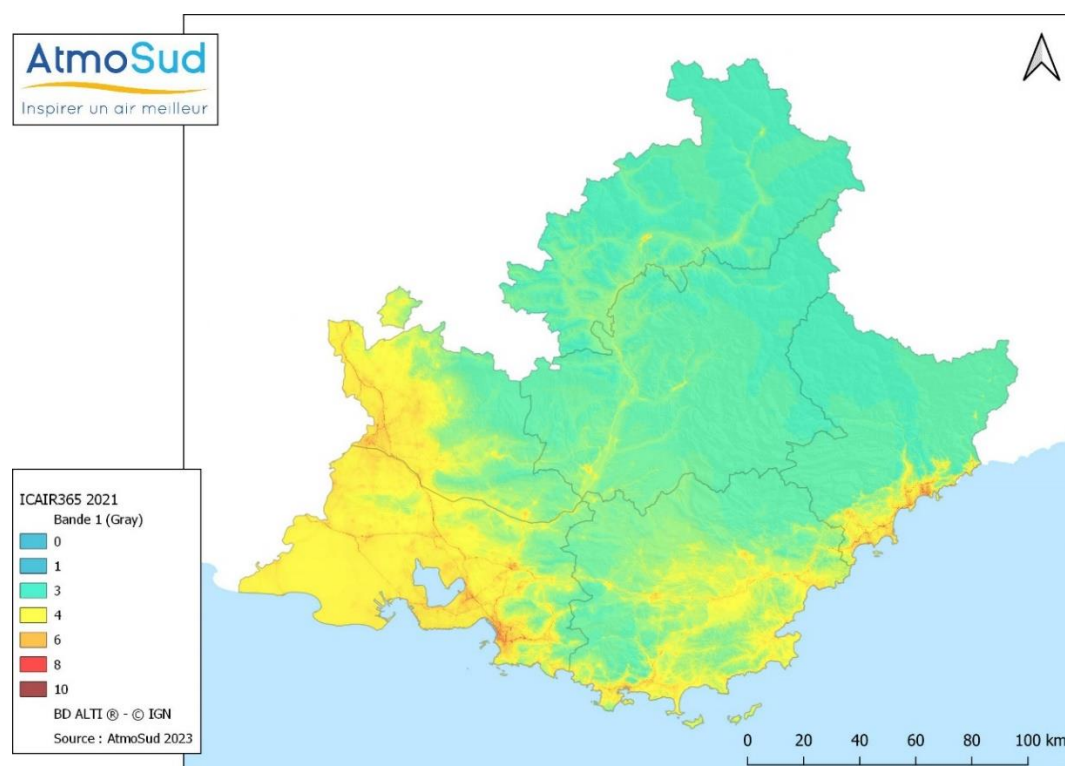 AtmoSud
Inspirer un air meilleur
ICAIR365 2021
Bande 1 (Gray)
0
1
3
4
6
8
10
BD ALTI ® - © IGN
Source : AtmoSud 2023
0 20 40 60 80 100 km